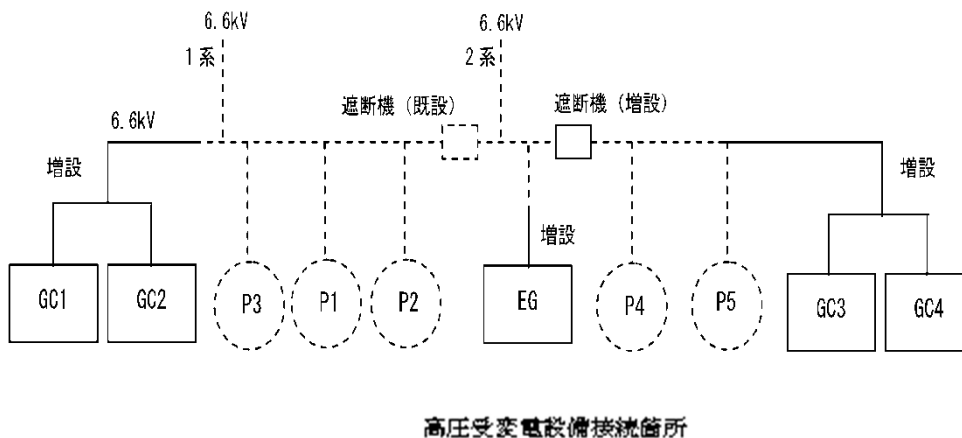 6.6kV
1系
6.6kV
2系
遮断機(既設)
遮断機(増設)
6.6kV
増設
増設
増設
GC1
GC2
P3
P1
P2
EG
P4
P5
GC3
GC4
高圧受変電設備接続箇所